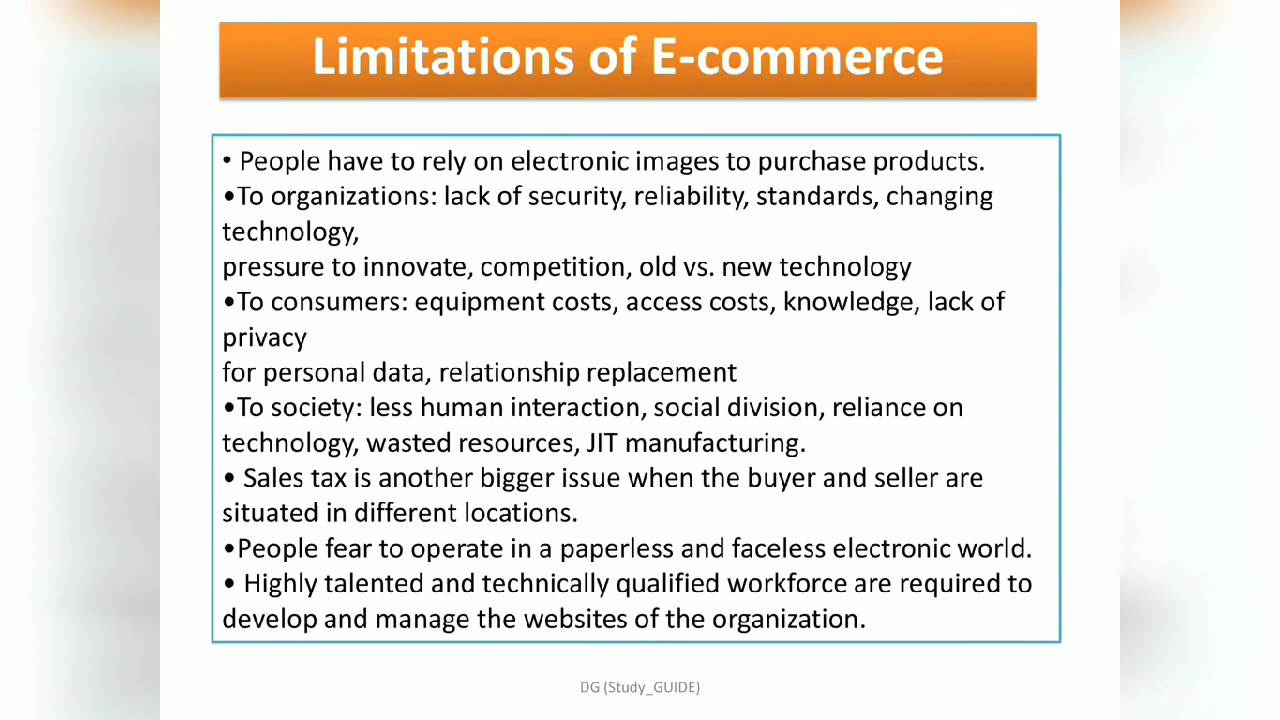 Limitations of E-commerce
• People have to rely on electronic images to purchase products.
•To organizations: lack of security, reliability, standards, changing
technology,
pressure to innovate, competition, old vs. new technology
•To consumers: equipment costs, access costs, knowledge, lack of
privacy
for personal data, relationship replacement
•To society: less human interaction, social division, reliance on
technology, wasted resources, JIT manufacturing.
• Sales tax is another bigger issue when the buyer and seller are
situated in different locations.
•People fear to operate in a paperless and faceless electronic world.
• Highly talented and technically qualified workforce are required to
develop and manage the websites of the organization.
DG (Study_GUIDE)